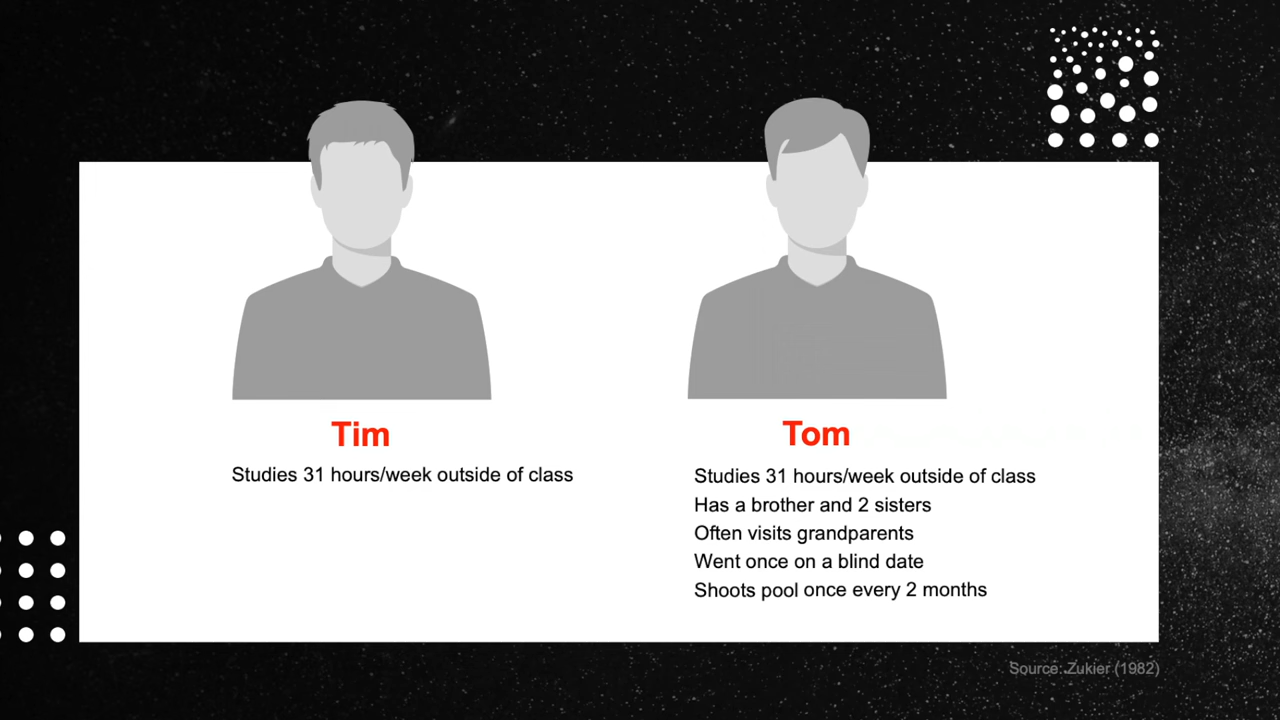 Tim
Studies 31 hours/week outside of class
Tom
Studies 31 hours/week outside of class
Has a brother and 2 sisters
Often visits grandparents
Went once on a blind date
Shoots pool once every 2 months
Source: Zukier (1982)